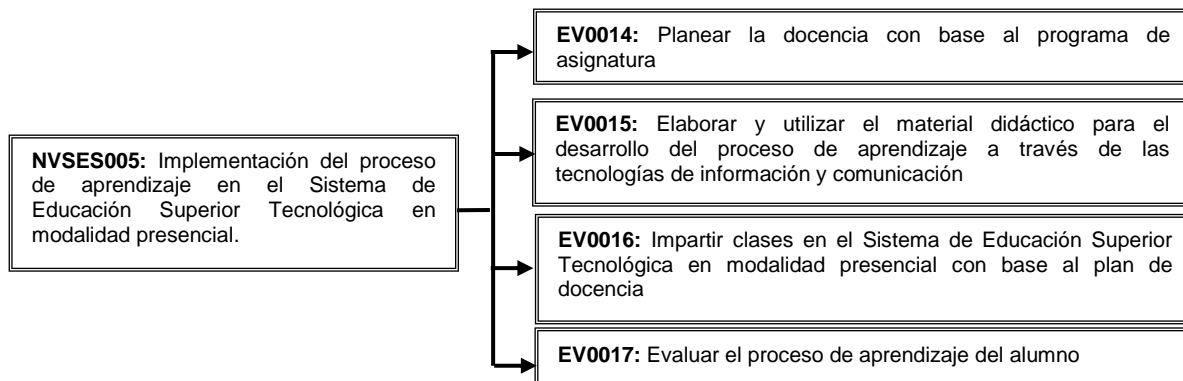 EV0014: Planear la docencia con base al programa de
asignatura
EV0015: Elaborar y utilizar el material didáctico para el
desarrollo del proceso de aprendizaje a través de las
tecnologías de información y comunicación
NVSES005: Implementación del proceso
de aprendizaje en el Sistema de
Educación Superior Tecnológica en
modalidad presencial.
EV0016: Impartir clases en el Sistema de Educación Superior
Tecnológica en modalidad presencial con base al plan de
docencia
EV0017: Evaluar el proceso de aprendizaje del alumno